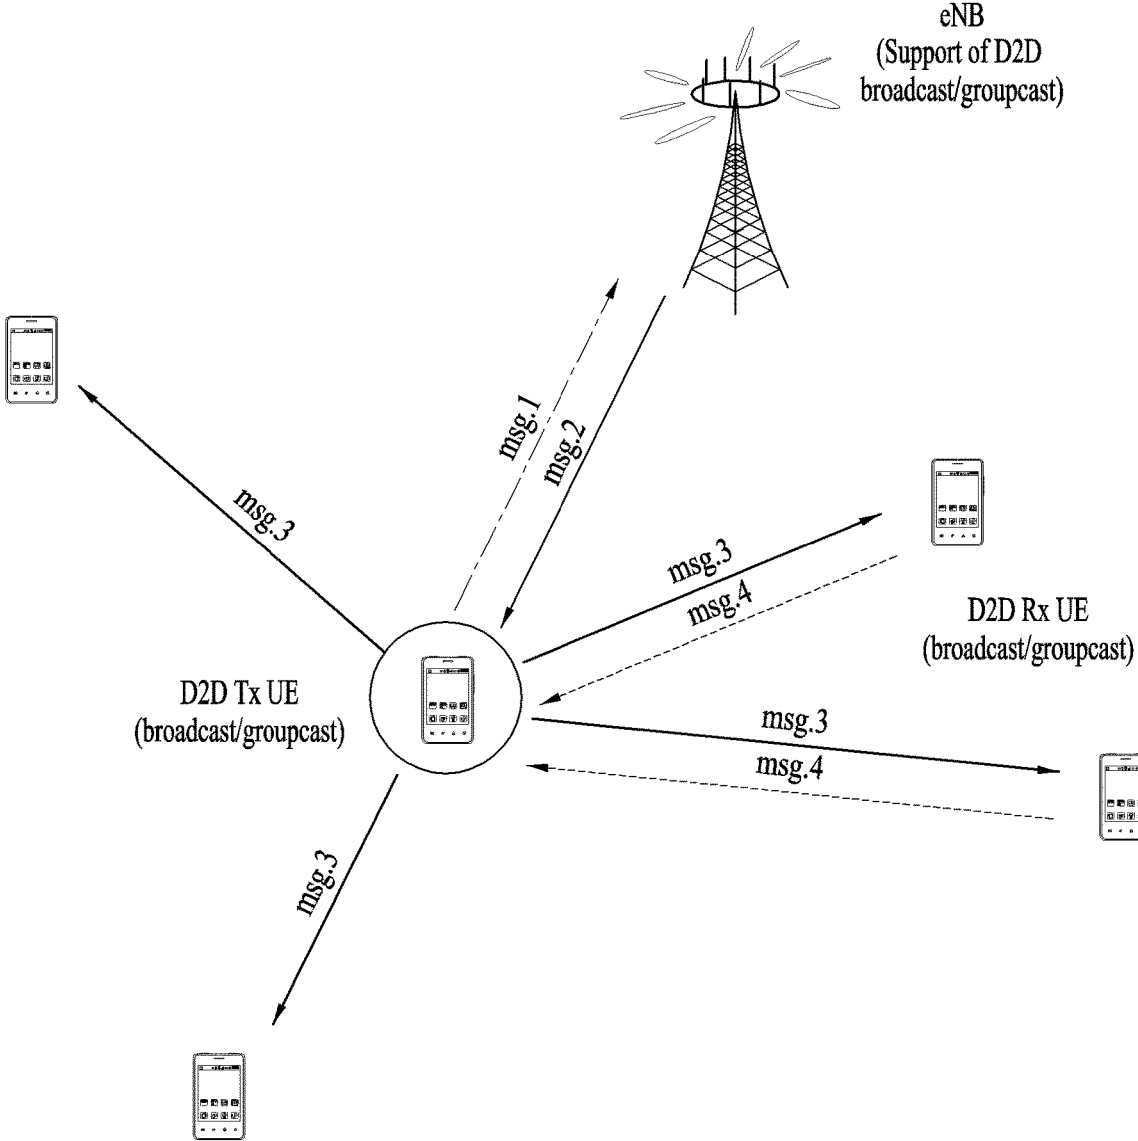 eNB
(Support of D2D
broadcast/groupcast)
msg.1
msg.2
msg.3
msg.3
msg.4
D2D Rx UE
(broadcast/groupcast)
D2D Tx UE
(broadcast/groupcast)
msg.3
msg.4
msg.3